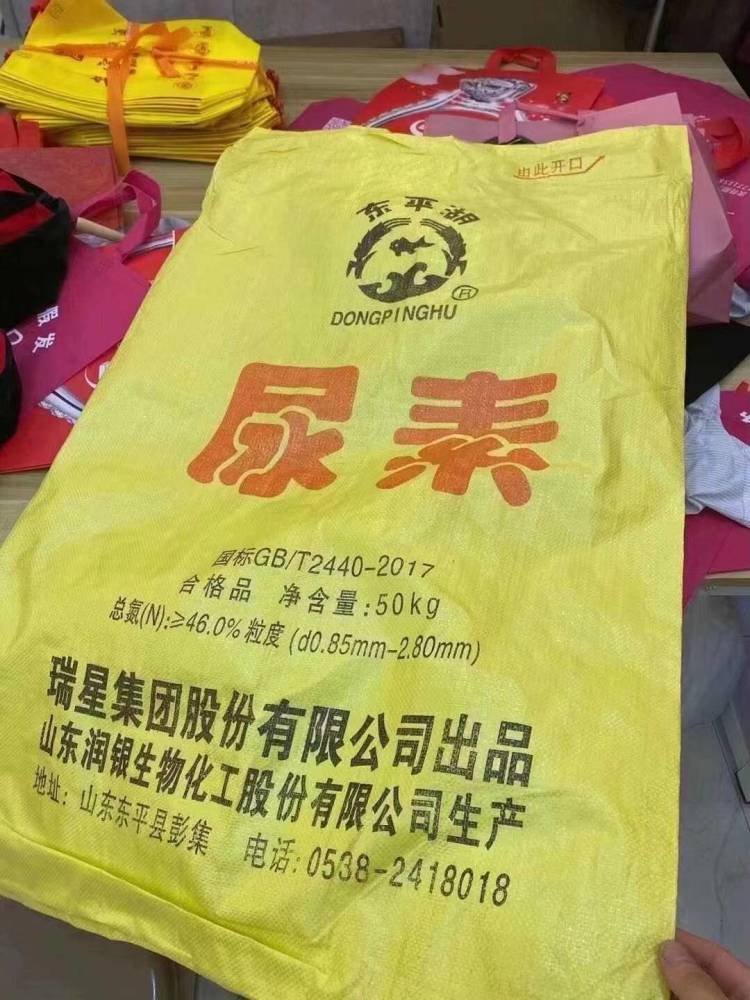 由此开口
东平湖
DONGPINGHU®
尿素
国标GB/T2440-2017
合格品 净含量:50kg
总氮(N):≥46.0% 粒度(d0.85mm-2.80mm)
瑞星集团股份有限公司出品
山东润银生物化工股份有限公司生产
地址:山东东平县彭集 电话:0538-2418018